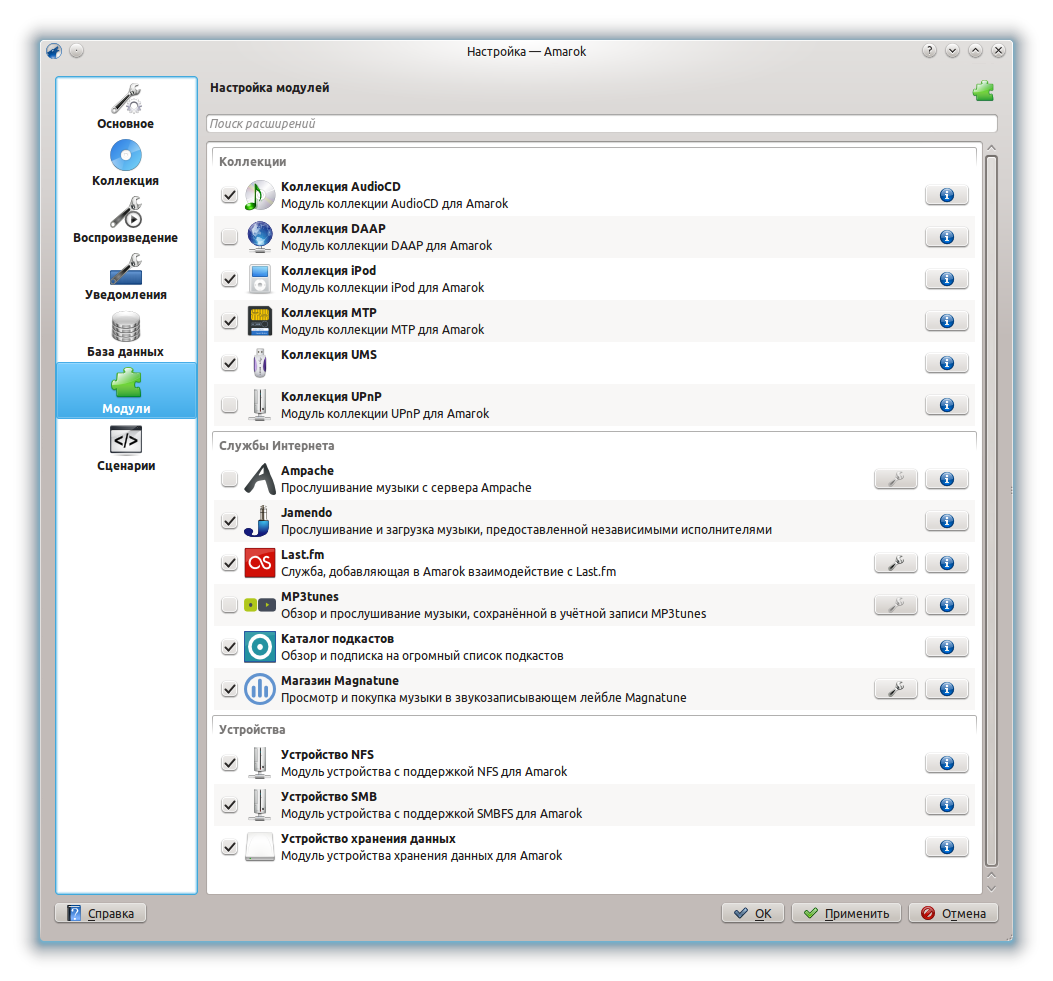 Настройка — Amarok
Основное
Коллекция
Воспроизведение
Уведомления
База данных
Модули
Сценарии
Настройка модулей
Поиск расширений
Коллекции
Коллекция AudioCD
Модуль коллекции AudioCD для Amarok
Коллекция DAAP
Модуль коллекции DAAP для Amarok
Коллекция iPod
Модуль коллекции iPod для Amarok
Коллекция MTP
Модуль коллекции MTP для Amarok
Коллекция UMS
Коллекция UPnP
Модуль коллекции UPnP для Amarok
Службы Интернета
Ampache
Прослушивание музыки с сервера Ampache
Jamendo
Прослушивание и загрузка музыки, предоставленной независимыми исполнителями
Last.fm
Служба, добавляющая в Amarok взаимодействие с Last.fm
MP3tunes
Обзор и прослушивание музыки, сохранённой в учётной записи MP3tunes
Каталог подкастов
Обзор и подписка на огромный список подкастов
Магазин Magnatune
Просмотр и покупка музыки в звукозаписывающем лейбле Magnatune
Устройства
Устройство NFS
Модуль устройства с поддержкой NFS для Amarok
Устройство SMB
Модуль устройства с поддержкой SMBFS для Amarok
Устройство хранения данных
Модуль устройства хранения данных для Amarok
Справка
OK
Применить
Отмена